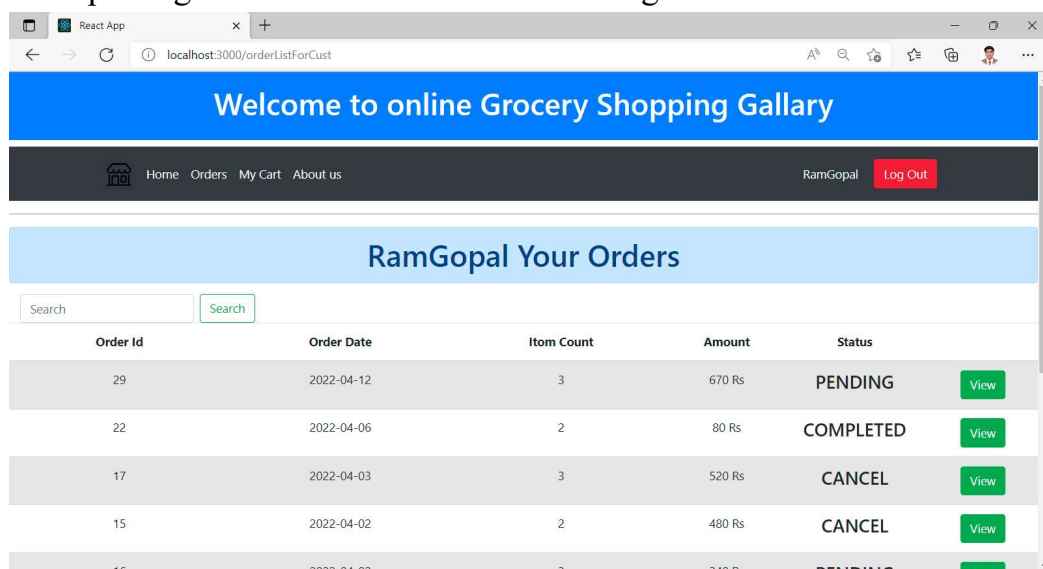 React App
localhost:3000/orderListForCust
Welcome to online Grocery Shopping Gallary
Home Orders My Cart About us RamGopal Log Out
RamGopal Your Orders
Search Search
Order Id Order Date Itom Count Amount Status
29 2022-04-12 3 670 Rs PENDING View
22 2022-04-06 2 80 Rs COMPLETED View
17 2022-04-03 3 520 Rs CANCEL View
15 2022-04-02 2 480 Rs CANCEL View